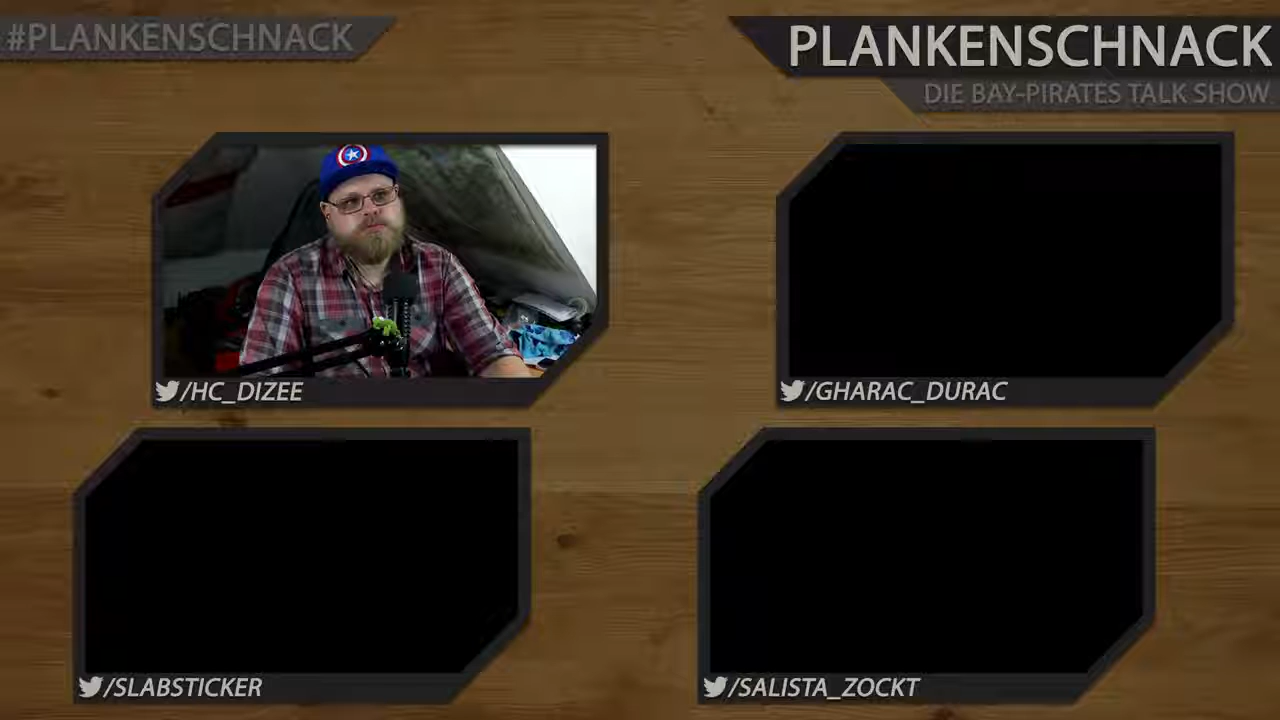 #PLANKENSCHNACK
PLANKENSCHNACK
DIE BAY-PIRATES TALK SHOW
/HC_DIZEE
/GHARAC_DURAC
/SLABSTICKER
/SALISTA_ZOCKT